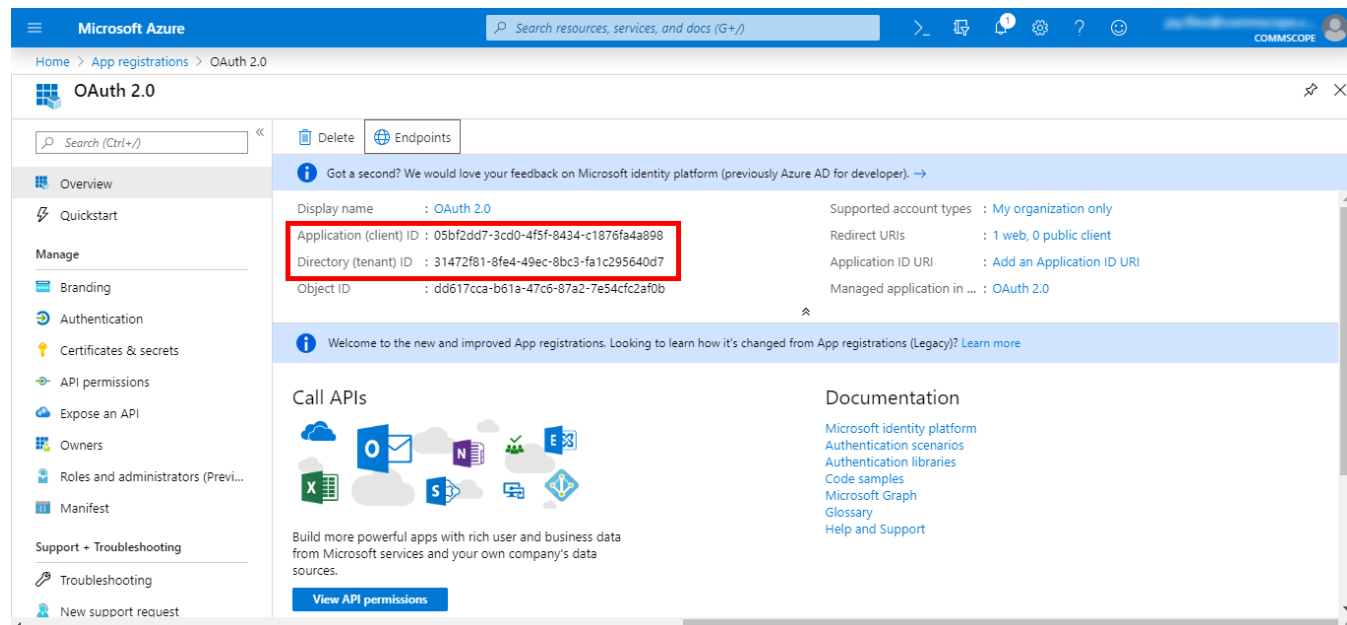 Microsoft Azure
Search resources, services, and docs (G+/)
1
COMMSCOPE
Home > App registrations > OAuth 2.0
OAuth 2.0
Search (Ctrl+/)
«
Overview
Quickstart
Manage
Branding
Authentication
Certificates & secrets
API permissions
Expose an API
Owners
Roles and administrators (Previ...
Manifest
Support + Troubleshooting
Troubleshooting
New support request
Delete
Endpoints
Got a second? We would love your feedback on Microsoft identity platform (previously Azure AD for developer). →
Display name : OAuth 2.0
Application (client) ID : 05bf2dd7-3cd0-4f5f-8434-c1876fa4a898
Directory (tenant) ID : 31472f81-8fe4-49ec-8bc3-fa1c295640d7
Object ID : dd617cca-b61a-47c6-87a2-7e54cfc2af0b
Supported account types : My organization only
Redirect URIs : 1 web, 0 public client
Application ID URI : Add an Application ID URI
Managed application in ... : OAuth 2.0
Welcome to the new and improved App registrations. Looking to learn how it's changed from App registrations (Legacy)? Learn more
Call APIs
O
N
E
X
S
Build more powerful apps with rich user and business data
from Microsoft services and your own company's data
sources.
View API permissions
Documentation
Microsoft identity platform
Authentication scenarios
Authentication libraries
Code samples
Microsoft Graph
Glossary
Help and Support